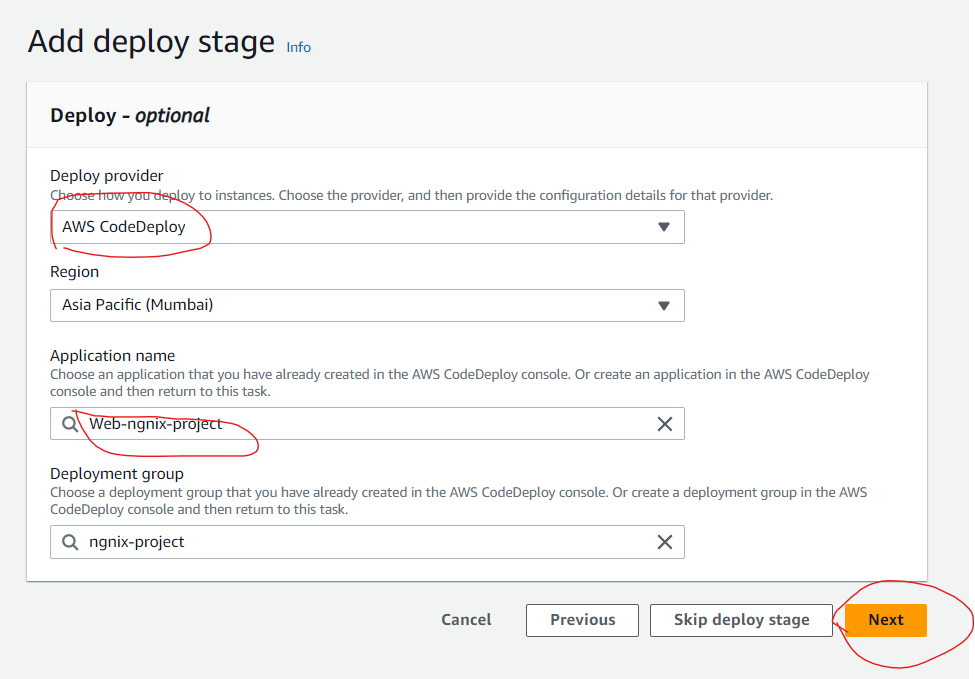 Add deploy stage Info
Deploy - optional
Deploy provider
Choose how you deploy to instances. Choose the provider, and then provide the configuration details for that provider.
AWS CodeDeploy
Region
Asia Pacific (Mumbai)
Application name
Choose an application that you have already created in the AWS CodeDeploy console. Or create an application in the AWS CodeDeploy
console and then return to this task.
Web-ngnix-project
Deployment group
Choose a deployment group that you have already created in the AWS CodeDeploy console. Or create a deployment group in the AWS
CodeDeploy console and then return to this task.
ngnix-project
Cancel Previous Skip deploy stage Next